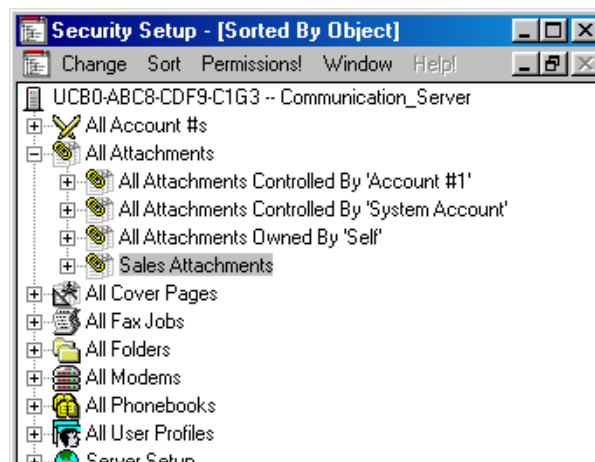 Security Setup - [Sorted By Object]
Change Sort Permissions! Window Help!
UCB0-ABC8-CDF9-C1G3 -- Communication_Server
All Account #s
All Attachments
All Attachments Controlled By 'Account #1'
All Attachments Controlled By 'System Account'
All Attachments Owned By 'Self'
Sales Attachments
All Cover Pages
All Fax Jobs
All Folders
All Modems
All Phonebooks
All User Profiles
Server Setup